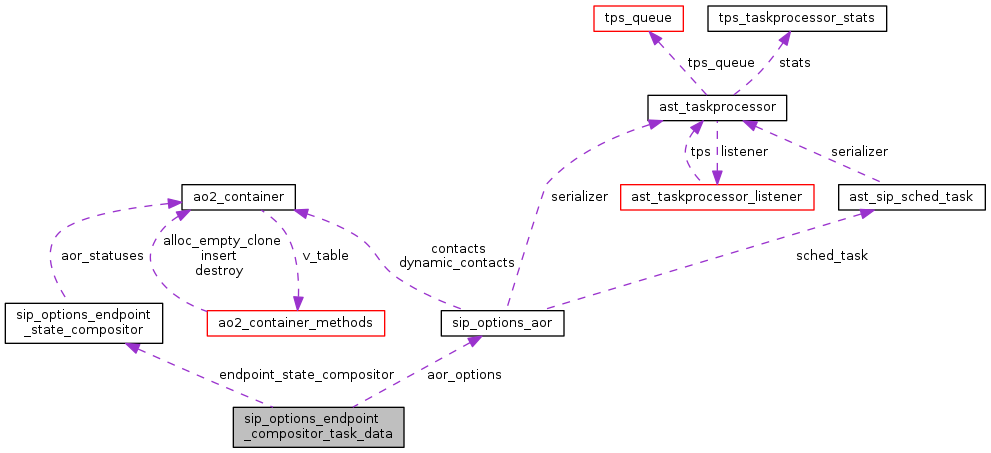 tps_queue
tps_taskprocessor_stats
tps_queue
stats
ast_taskprocessor
tps
listener
serializer
ao2_container
serializer
ast_taskprocessor_listener
ast_sip_sched_task
alloc_empty_clone
insert
destroy
contacts
dynamic_contacts
aor_statuses
v_table
sched_task
sip_options_endpoint
_state_compositor
ao2_container_methods
sip_options_aor
endpoint_state_compositor
aor_options
sip_options_endpoint
_compositor_task_data